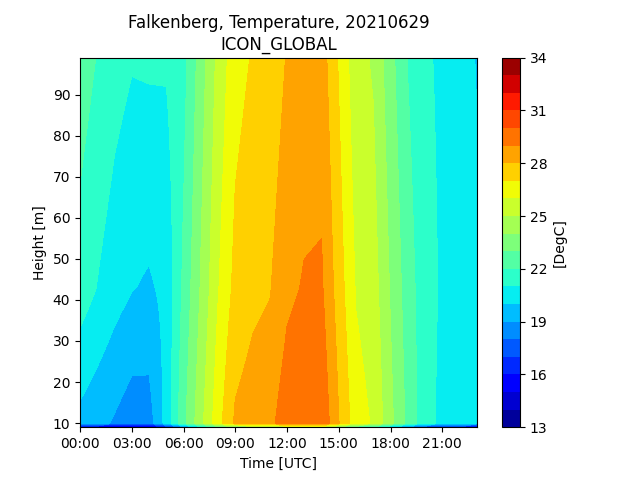 Falkenberg, Temperature, 20210629
ICON_GLOBAL
Height [m]
90
80
70
60
50
40
30
20
10
00:00 03:00 06:00 09:00 12:00 15:00 18:00 21:00
Time [UTC]
34
31
28
25
22
19
16
13
[DegC]